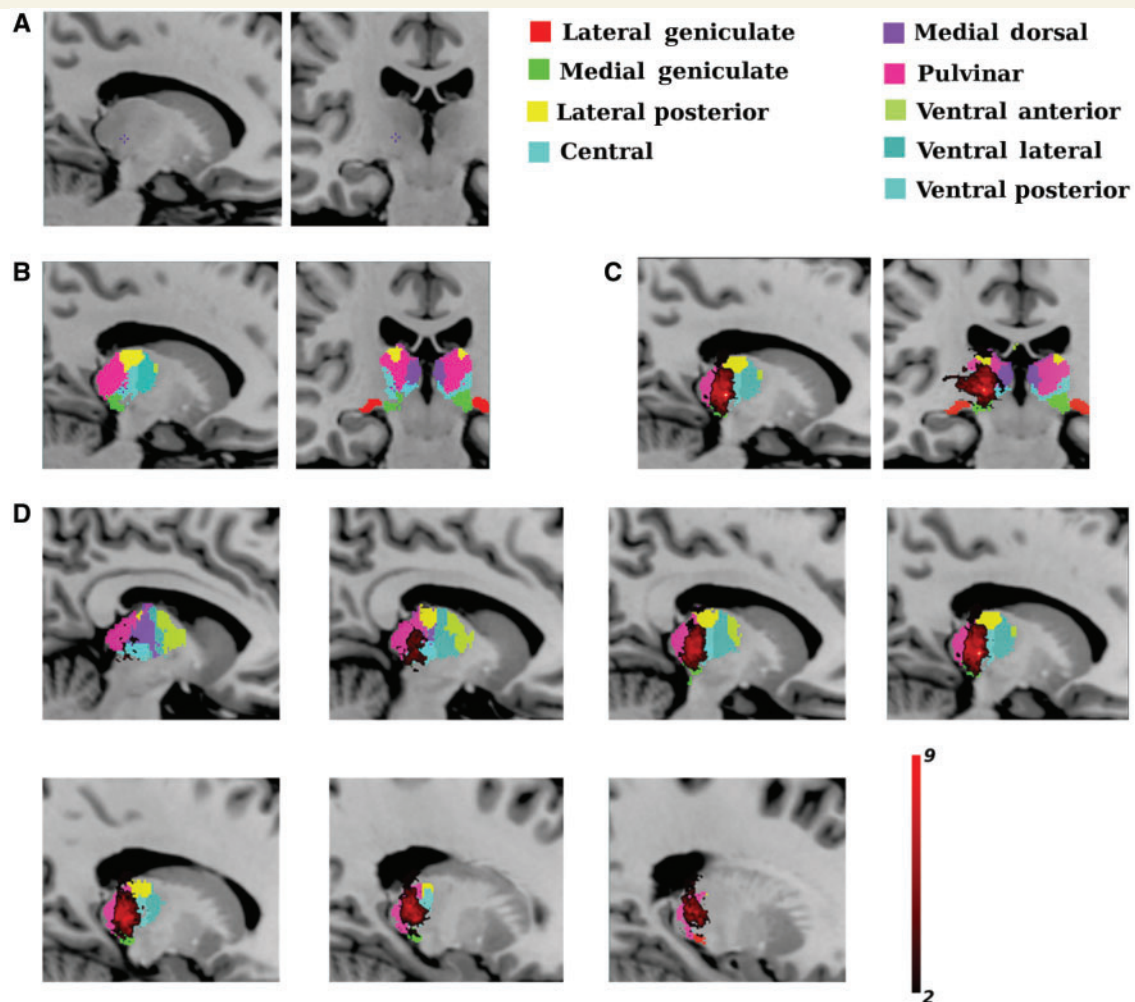 A
Lateral geniculate
Medial geniculate
Lateral posterior
Central
Medial dorsal
Pulvinar
Ventral anterior
Ventral lateral
Ventral posterior
B
C
D
9
2